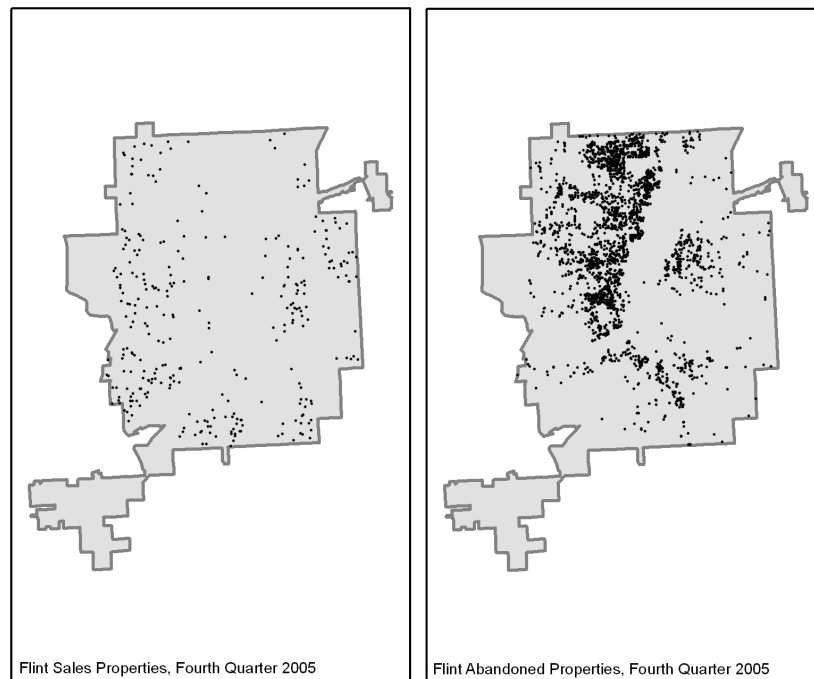 Flint Sales Properties, Fourth Quarter 2005
Flint Abandoned Properties, Fourth Quarter 2005